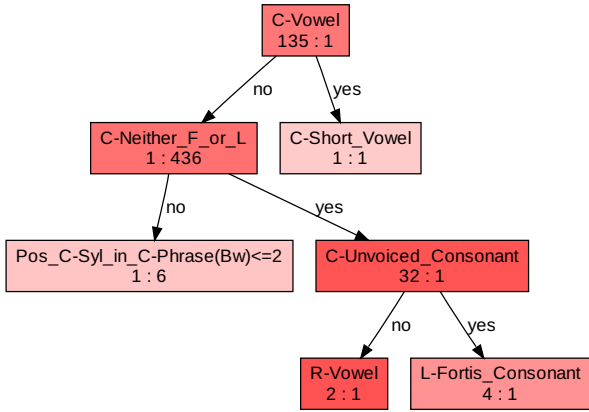 C-Vowel
135 : 1
no
yes
C-Neither_F_or_L
1 : 436
C-Short_Vowel
1 : 1
no
yes
Pos_C-Syl_in_C-Phrase(Bw)<=2
1 : 6
C-Unvoiced_Consonant
32 : 1
no
yes
R-Vowel
2 : 1
L-Fortis_Consonant
4 : 1